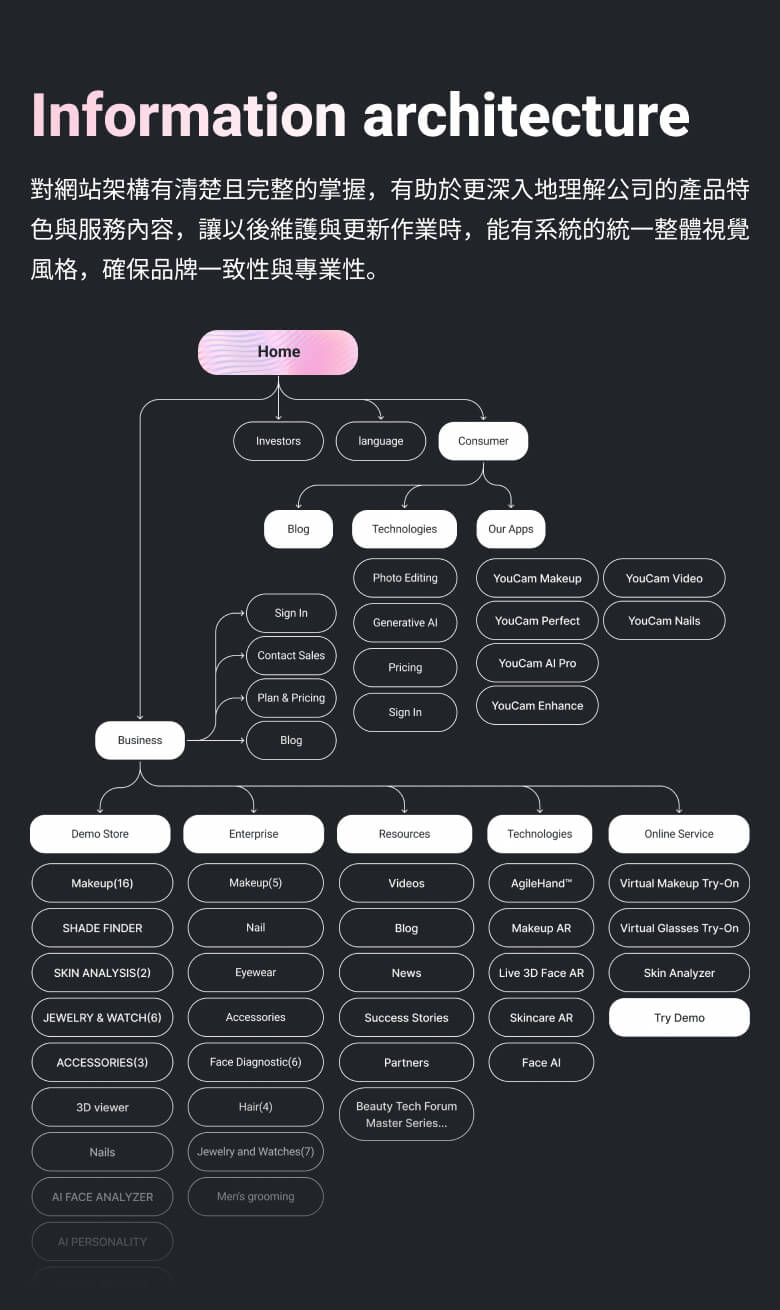 Information architecture
對網站架構有清楚且完整的掌握，有助於更深入地理解公司的產品特
色與服務內容，讓以後維護與更新作業時，能有系統的統一整體視覺
風格，確保品牌一致性與專業性。
Home
Investors
language
Consumer
Blog
Technologies
Our Apps
Photo Editing
Generative AI
Pricing
Sign In
YouCam Makeup
YouCam Video
YouCam Perfect
YouCam Nails
YouCam AI Pro
YouCam Enhance
Sign In
Contact Sales
Plan & Pricing
Blog
Business
Demo Store
Makeup(16)
SHADE FINDER
SKIN ANALYSIS(2)
JEWELRY & WATCH(6)
ACCESSORIES(3)
3D viewer
Nails
AI FACE ANALYZER
AI PERSONALITY
Enterprise
Makeup(5)
Nail
Eyewear
Accessories
Face Diagnostic(6)
Hair(4)
Jewelry and Watches(7)
Men's grooming
Resources
Videos
Blog
News
Success Stories
Partners
Beauty Tech Forum
Master Series...
Technologies
AgileHand™
Makeup AR
Live 3D Face AR
Skincare AR
Face AI
Online Service
Virtual Makeup Try-On
Virtual Glasses Try-On
Skin Analyzer
Try Demo